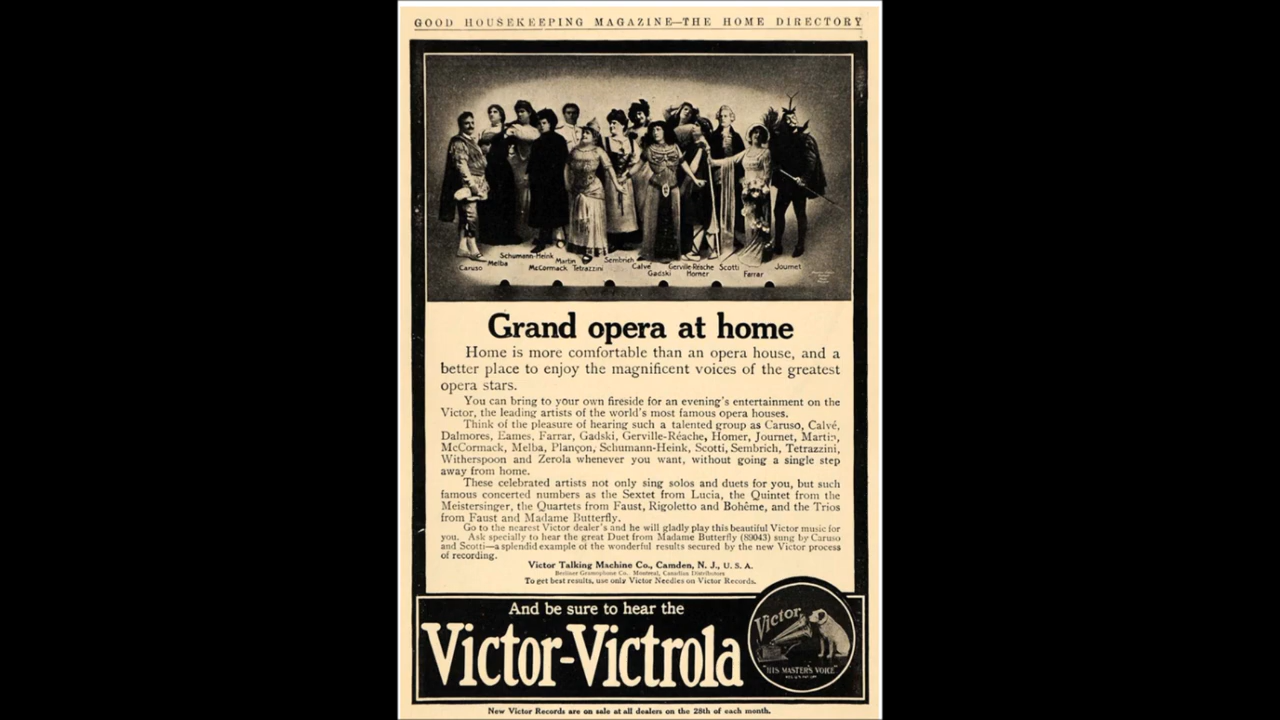 GOOD HOUSEKEEPING MAGAZINE—THE HOME DIRECTORY
Caruso
Melba
Schumann-Heink
McCormack
Martin
Tetrazzini
Sembrich
Calvé
Gadski
Gerville-Réache
Homer
Scotti
Farrar
Journet
Grand opera at home
Home is more comfortable than an opera house, and a
better place to enjoy the magnificent voices of the greatest
opera stars.
You can bring to your own fireside for an evening's entertainment on the
Victor, the leading artists of the world's most famous opera houses.
Think of the pleasure of hearing such a talented group as Caruso, Calvé,
Dalmores, Eames, Farrar, Gadski, Gerville-Réache, Homer, Journet, Martin,
McCormack, Melba, Plançon, Schumann-Heink, Scotti, Sembrich, Tetrazzini,
Witherspoon and Zerola whenever you want, without going a single step
away from home.
These celebrated artists not only sing solos and duets for you, but such
famous concerted numbers as the Sextet from Lucia, the Quintet from the
Meistersinger, the Quartets from Faust, Rigoletto and Bohême, and the Trios
from Faust and Madame Butterfly.
Go to the nearest Victor dealer's and he will gladly play this beautiful Victor music for
you. Ask specially to hear the great Duet from Madame Butterfly (89043) sung by Caruso
and Scotti—a splendid example of the wonderful results secured by the new Victor process
of recording.
Victor Talking Machine Co., Camden, N. J., U. S. A.
Berliner Gramophone Co., Montreal, Canadian Distributors
To get best results, use only Victor Needles on Victor Records.
And be sure to hear the
Victor-Victrola
Victor
"HIS MASTER'S VOICE"
REG. U.S. PAT. OFF.
New Victor Records are on sale at all dealers on the 28th of each month.